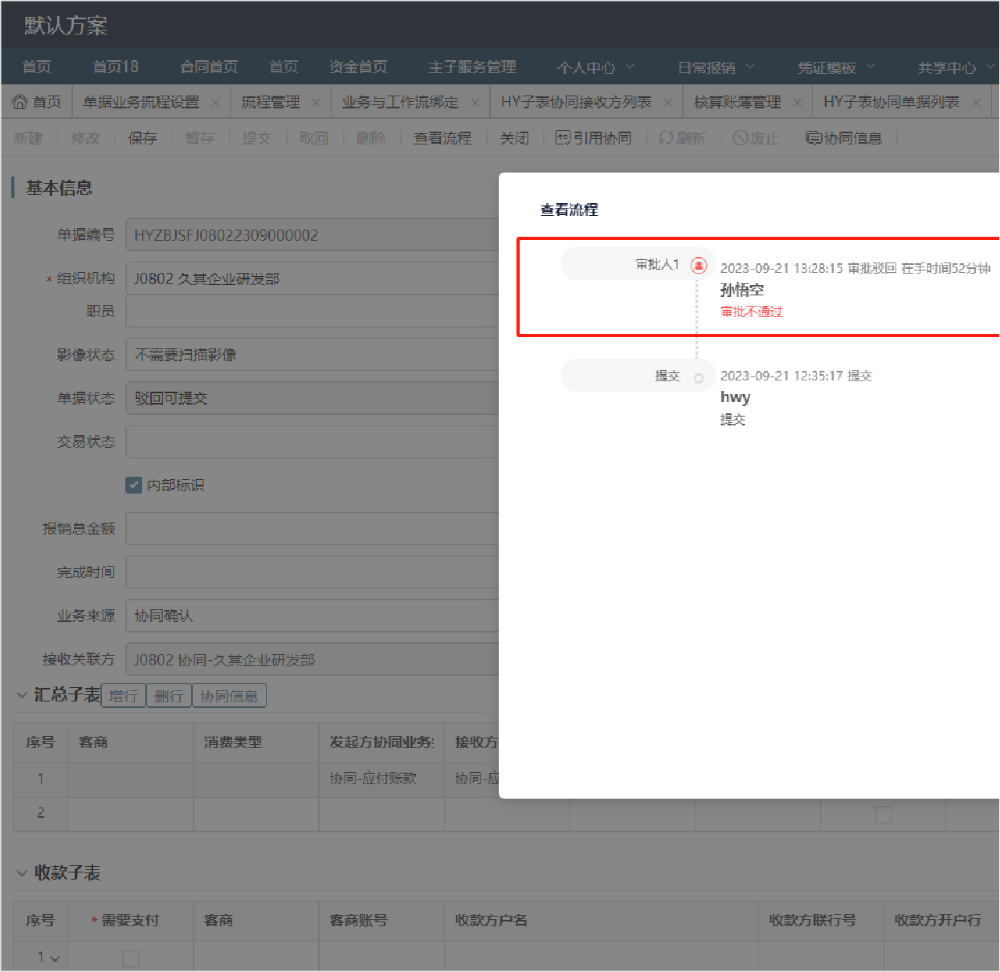 默认方案
首页 首页18 合同首页 首页 资金首页 主子服务管理 个人中心 日常报销 凭证模板 共享中心
首页 单据业务流程设置 流程管理 业务与工作流绑定 HY子表协同接收方列表 核算账簿管理 HY子表协同单据列表
新建 修改 保存 暂存 提交 取回 删除 查看流程 关闭 引用协同 刷新 废止 协同信息
基本信息
单据编号 HYZBJSFJ08022309000002
* 组织机构 J0802 久其企业研发部
职员
影像状态 不需要扫描影像
单据状态 驳回可提交
交易状态
内部标识
报销总金额
完成时间
业务来源 协同确认
接收关联方 J0802 协同-久其企业研发部
查看流程
审批人1 2023-09-21 13:28:15 审批驳回 在手时间52分钟
孙悟空
审批不通过
提交 2023-09-21 12:35:17 提交
hwy
提交
汇总子表 增行 删行 协同信息
序号 客商 消费类型 发起方协同业务 接收方
1 协同-应付账款 协同-应
2
收款子表
序号 * 需要支付 客商 客商账号 收款方户名 收款方联行号 收款方开户行
1